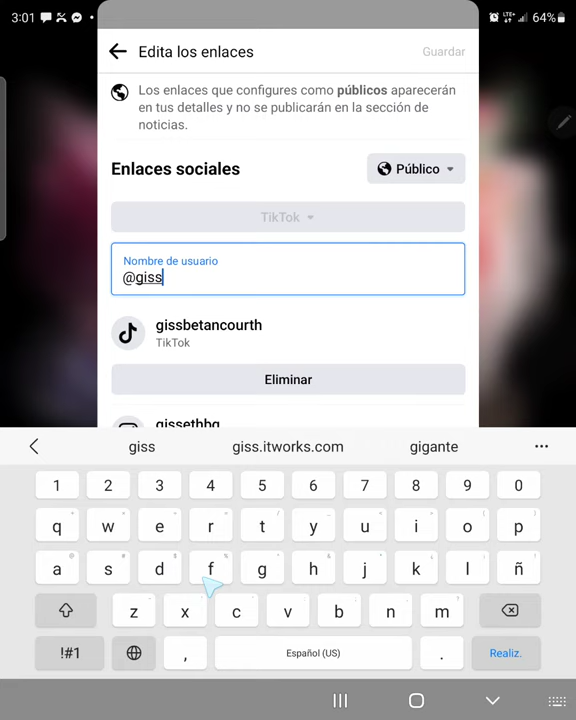 3:01
LTE+
64%
Edita los enlaces
Guardar
Los enlaces que configures como públicos aparecerán
en tus detalles y no se publicarán en la sección de
noticias.
Enlaces sociales
Público
TikTok
Nombre de usuario
@giss
gissbetancourth
TikTok
Eliminar
gissethbg
giss giss.itworks.com gigante ...
1 2 3 4 5 6 7 8 9 0
q w e r t y u i o p
a s d f g h j k l ñ
z x c v b n m
!#1 , Español (US) . Realiz.